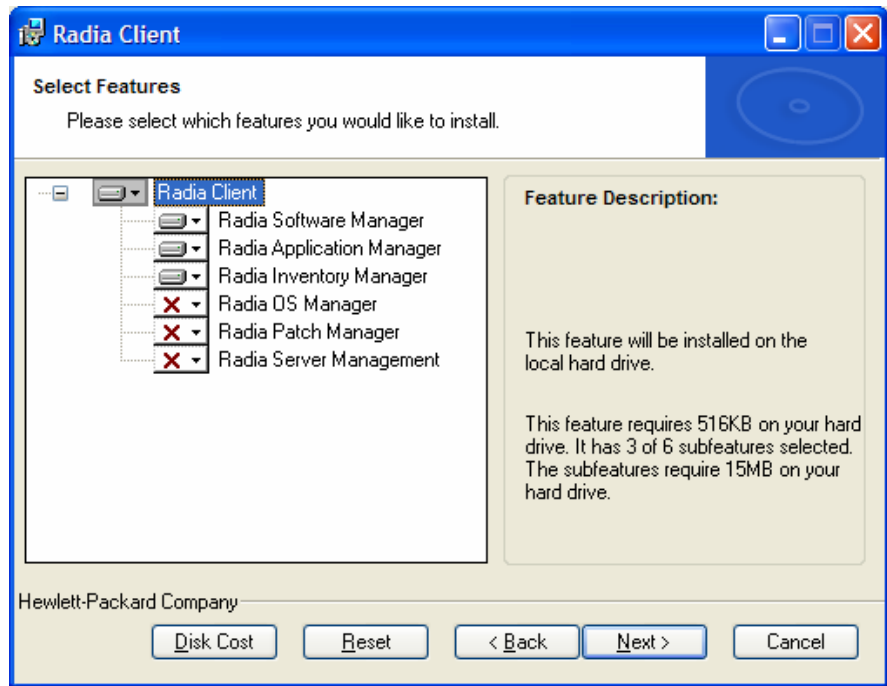 Radia Client
Select Features
Please select which features you would like to install.
Radia Client
Radia Software Manager
Radia Application Manager
Radia Inventory Manager
Radia OS Manager
Radia Patch Manager
Radia Server Management
Feature Description:
This feature will be installed on the
local hard drive.
This feature requires 516KB on your hard
drive. It has 3 of 6 subfeatures selected.
The subfeatures require 15MB on your
hard drive.
Hewlett-Packard Company
Disk Cost
Reset
< Back
Next >
Cancel